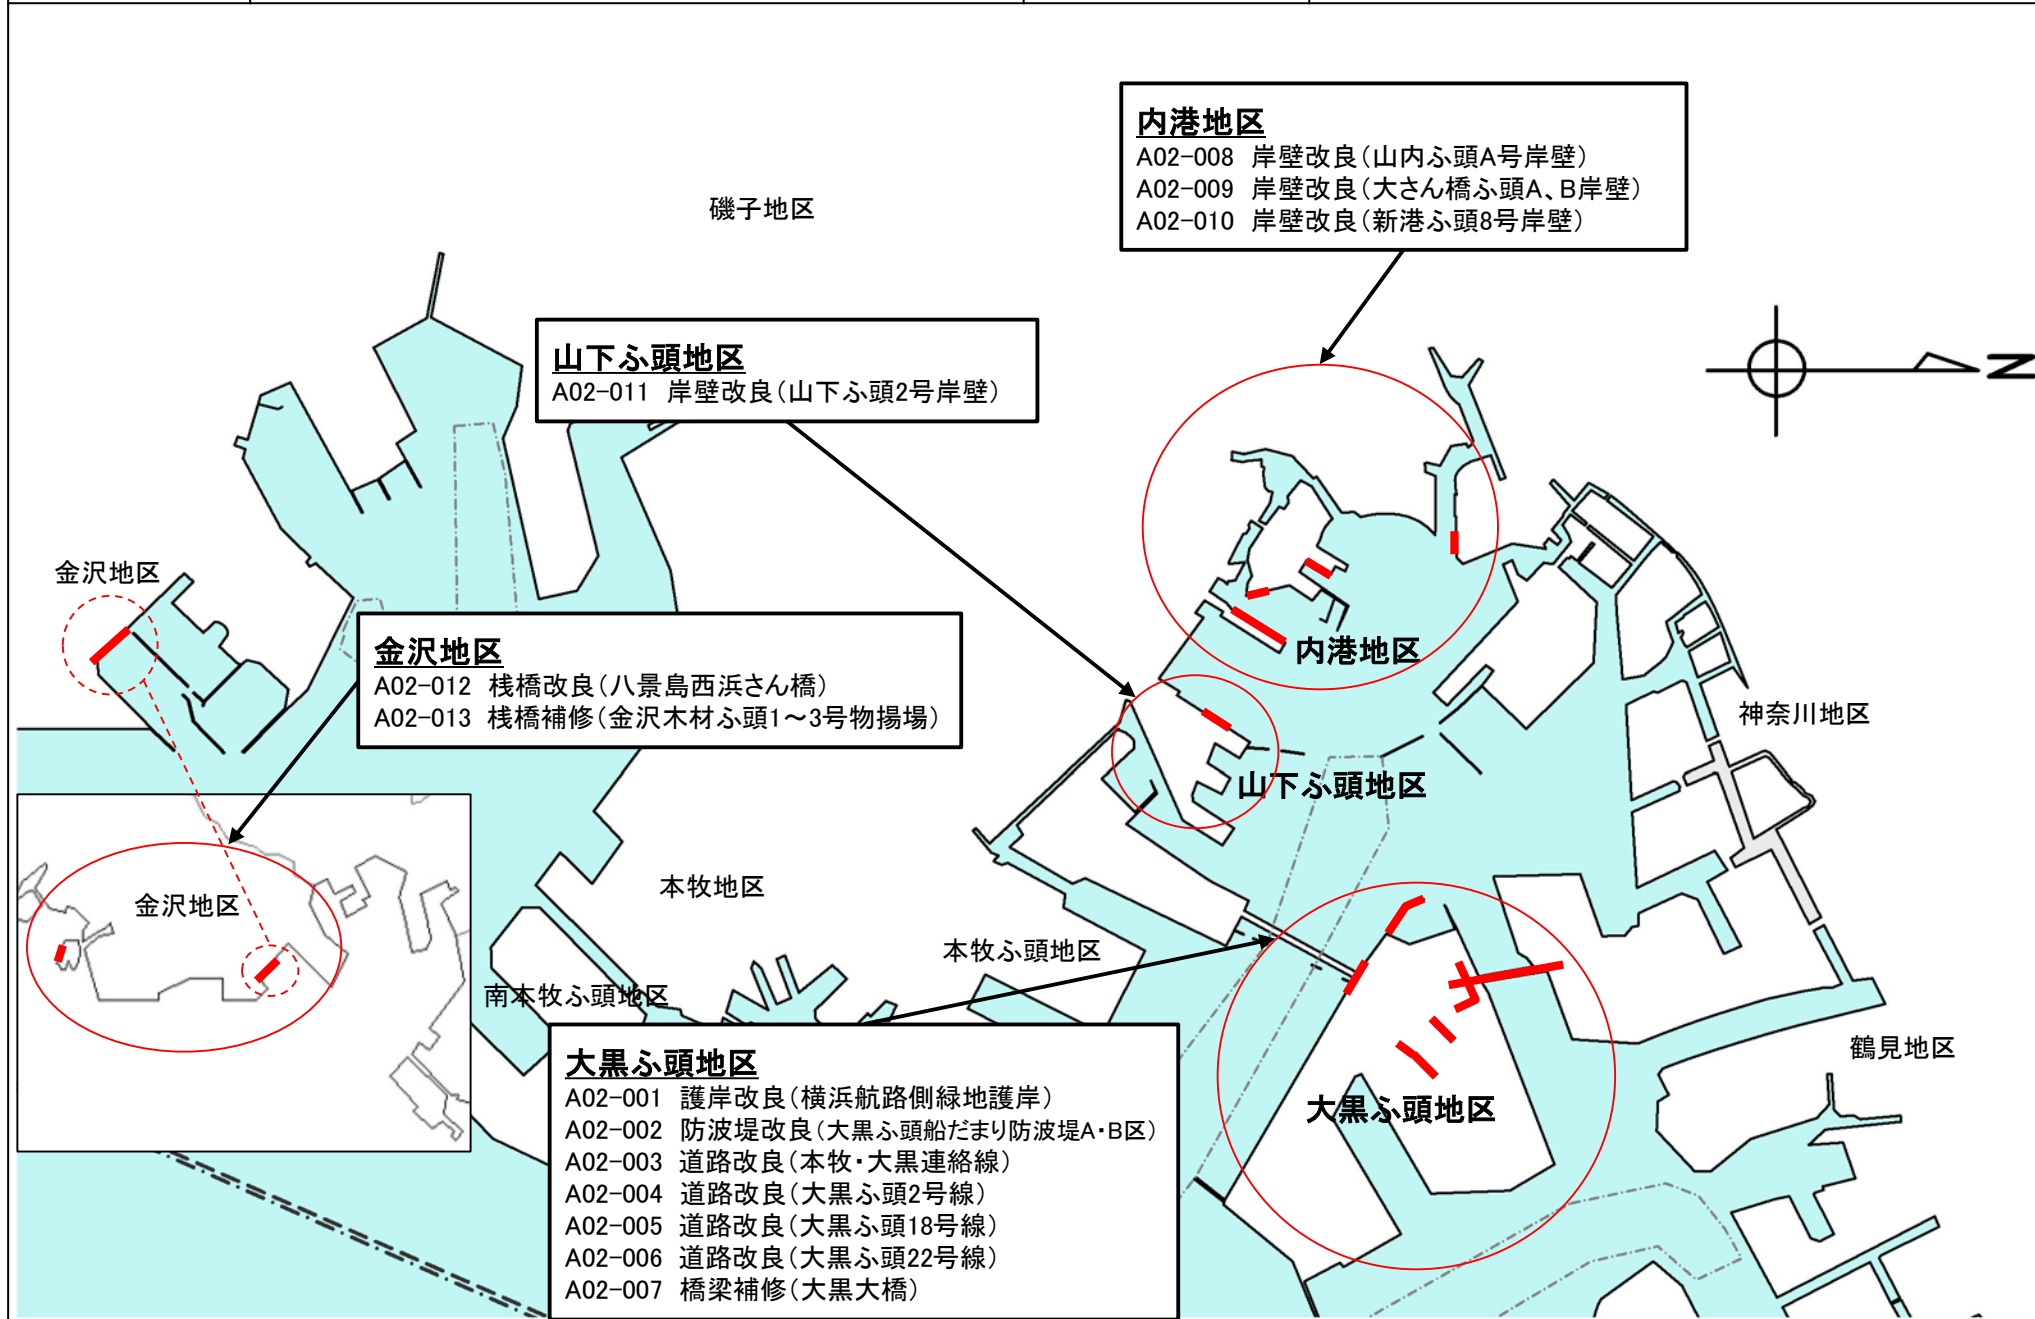 内港地区
A02-008 岸壁改良(山内ふ頭A号岸壁)
A02-009 岸壁改良(大さん橋ふ頭A、B岸壁)
A02-010 岸壁改良(新港ふ頭8号岸壁)
磯子地区
山下ふ頭地区
A02-011 岸壁改良(山下ふ頭2号岸壁)
N
金沢地区
金沢地区
A02-012 桟橋改良(八景島西浜さん橋)
A02-013 桟橋補修(金沢木材ふ頭1～3号物揚場)
内港地区
神奈川地区
山下ふ頭地区
金沢地区
本牧地区
本牧ふ頭地区
南本牧ふ頭地区
鶴見地区
大黒ふ頭地区
大黒ふ頭地区
A02-001 護岸改良(横浜航路側緑地護岸)
A02-002 防波堤改良(大黒ふ頭船だまり防波堤A・B区)
A02-003 道路改良(本牧・大黒連絡線)
A02-004 道路改良(大黒ふ頭2号線)
A02-005 道路改良(大黒ふ頭18号線)
A02-006 道路改良(大黒ふ頭22号線)
A02-007 橋梁補修(大黒大橋)